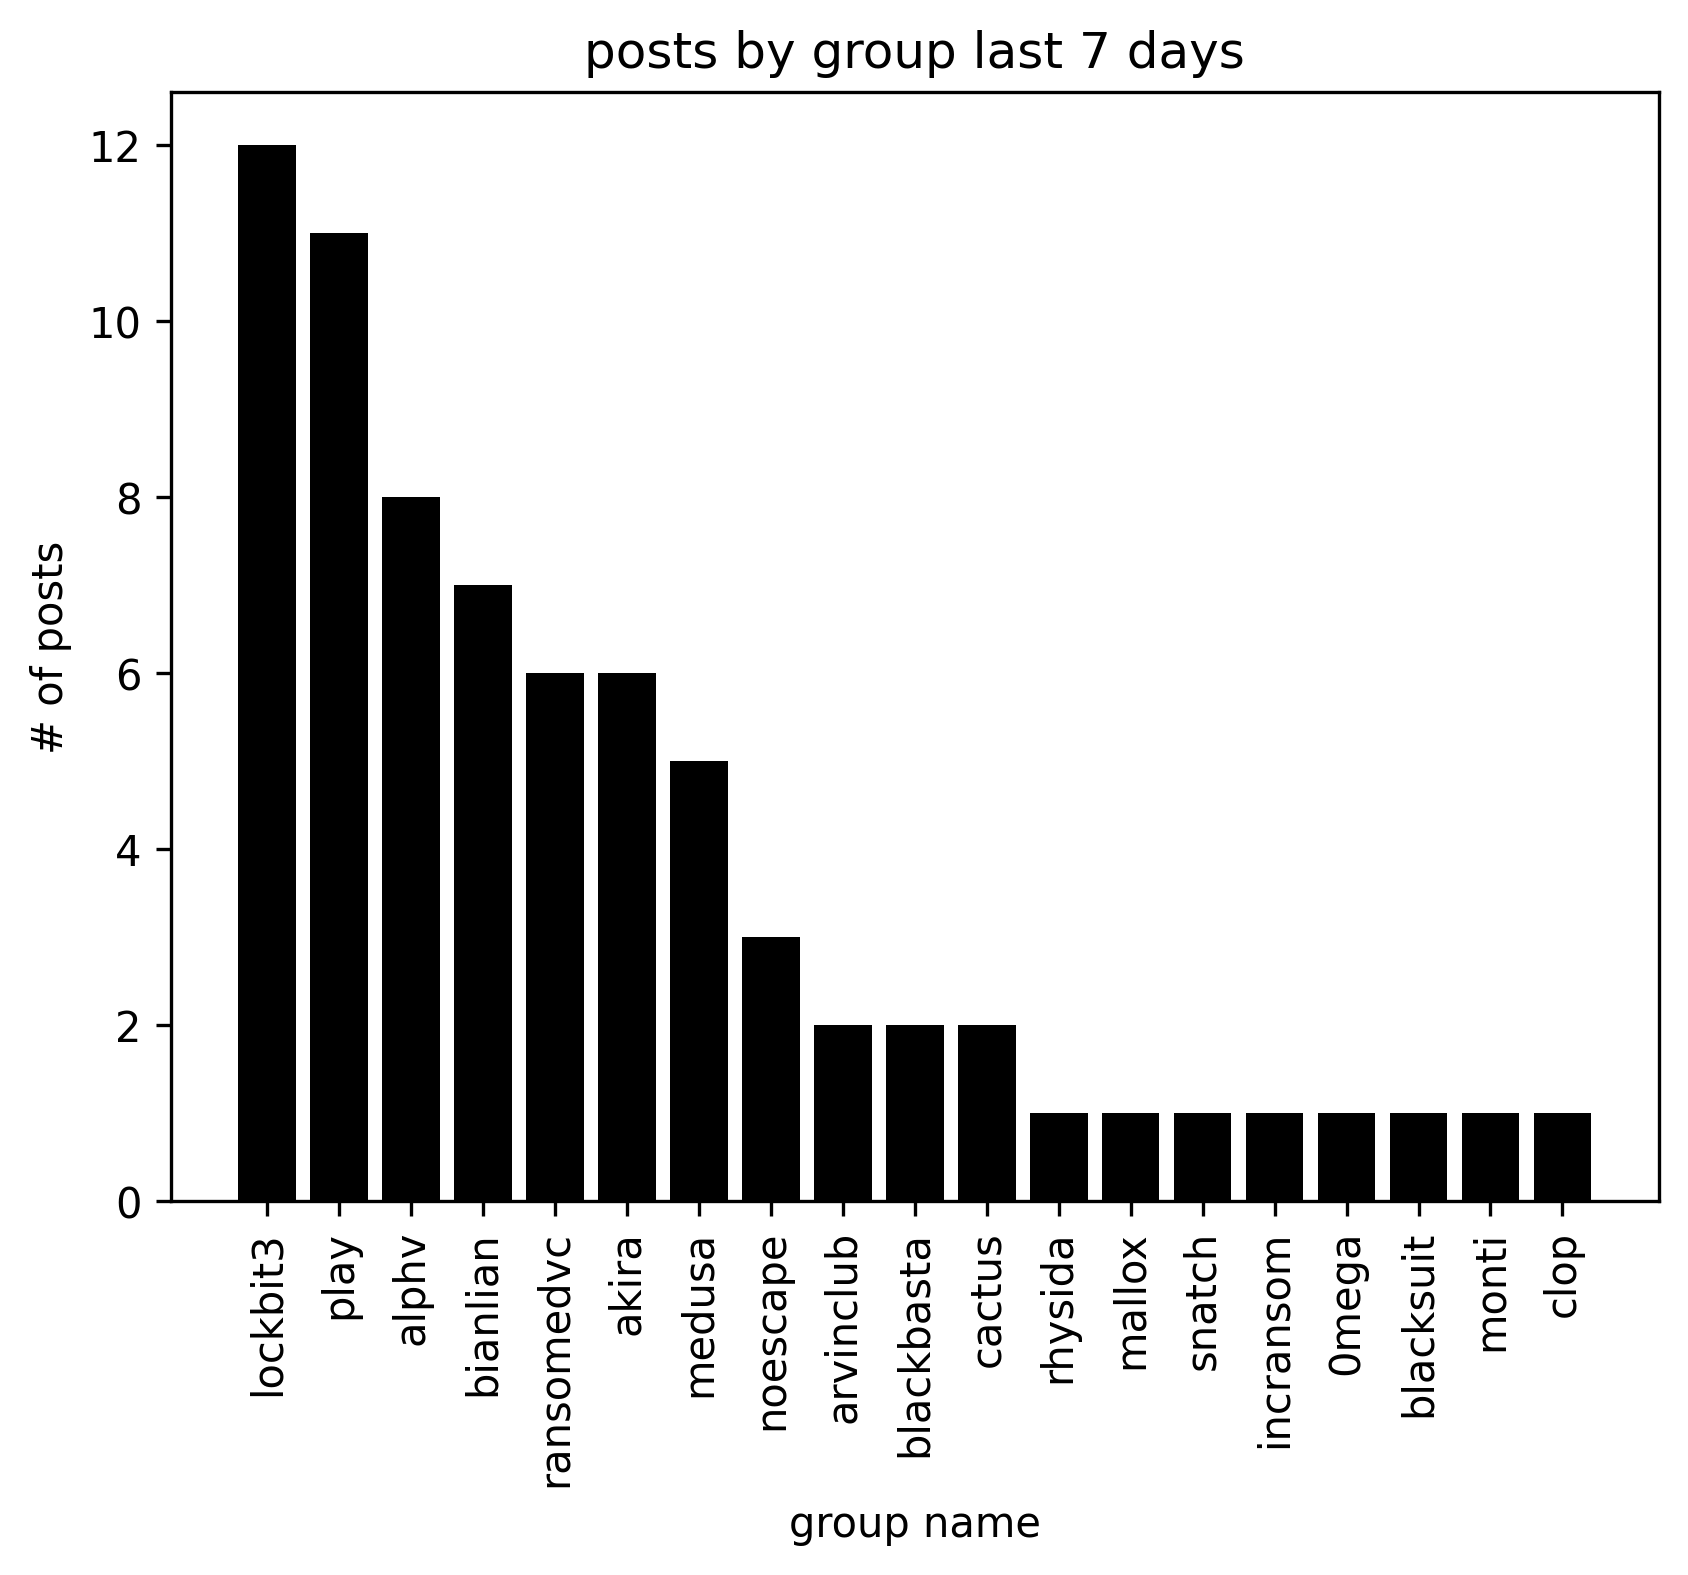 posts by group last 7 days
12
10
8
6
4
2
0
# of posts
lockbit3
play
alphv
bianlian
ransomedvc
akira
medusa
noescape
arvinclub
blackbasta
cactus
rhysida
mallox
snatch
incransom
0mega
blacksuit
monti
clop
group name